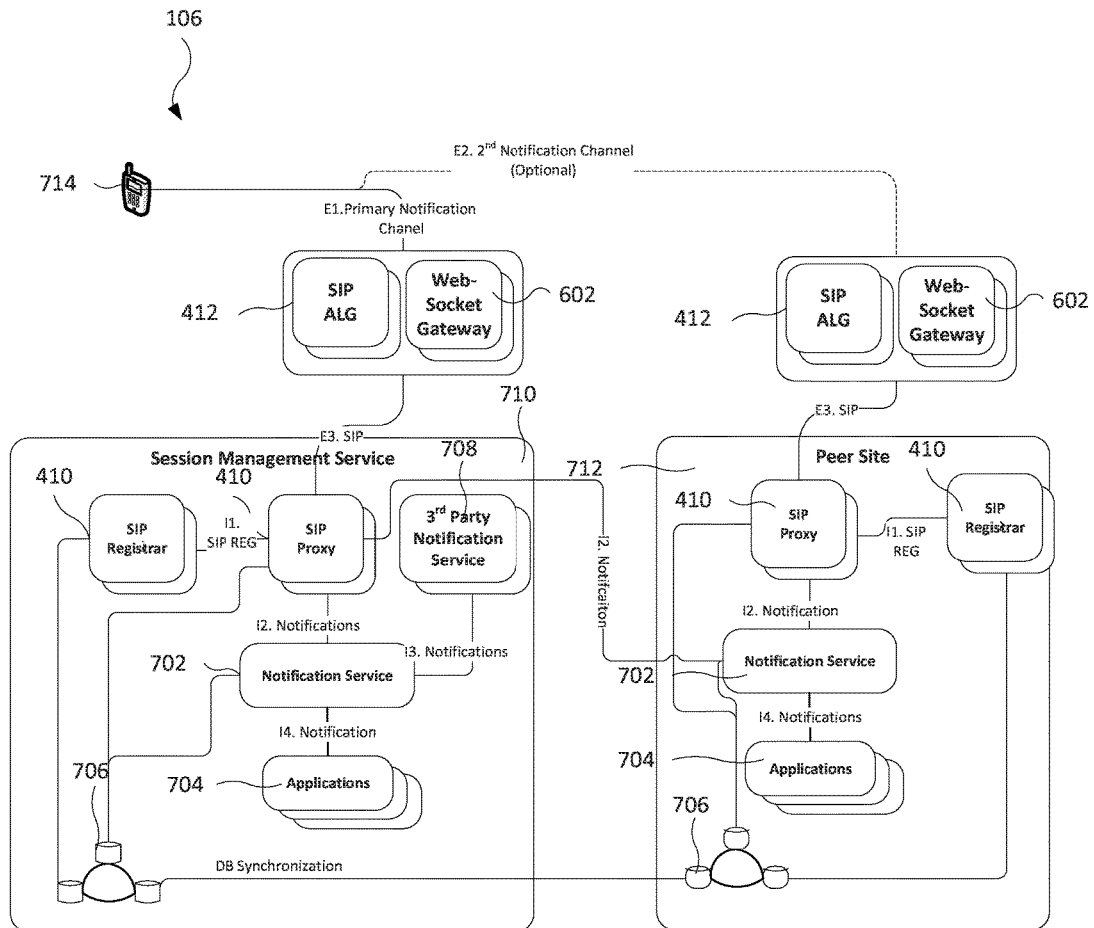 106
E2. 2nd Notification Channel
(Optional)
714
E1.Primary Notification
Chanel
SIP
ALG
Web-
Socket
Gateway
412
602
SIP
ALG
Web-
Socket
Gateway
412
602
710
E3. SIP
E3. SIP
Session Management Service
708
712
Peer Site
410
410
410
410
SIP
Registrar
I1.
SIP REG
SIP
Proxy
3rd Party
Notification
Service
SIP
Proxy
I1. SIP
REG
SIP
Registrar
I2. Notifcaiton
I2. Notifications
I2. Notification
I3. Notifications
702
Notification Service
702
Notification Service
I4. Notification
I4. Notifications
704
Applications
704
Applications
706
706
DB Synchronization